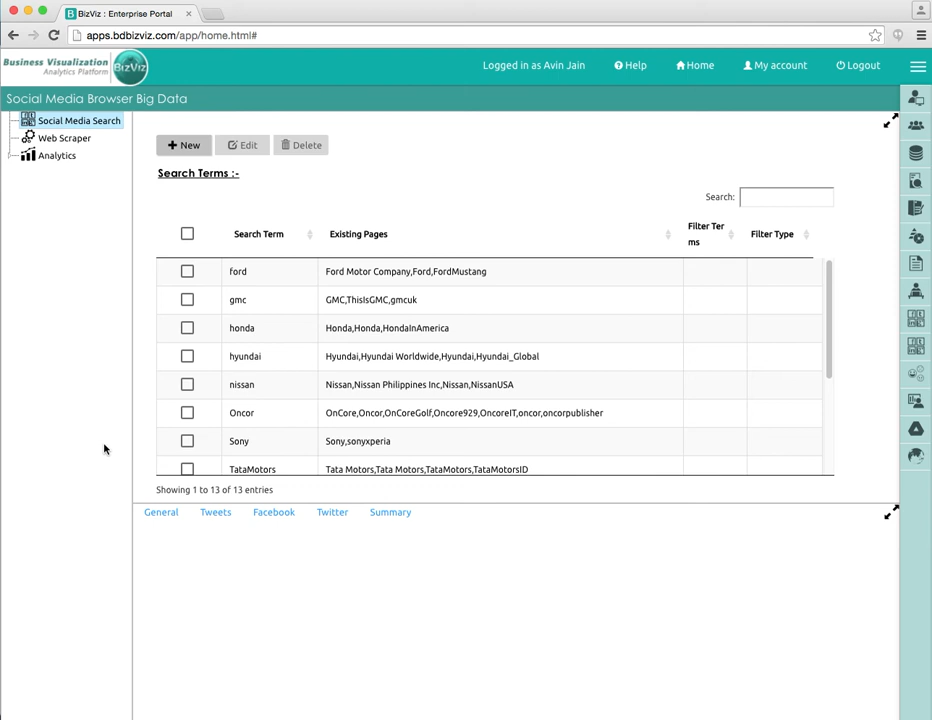 BizViz : Enterprise Portal
apps.bdbizviz.com/app/home.html#
Business Visualization
Analytics Platform
BizViz
Logged in as Avin Jain
Help
Home
My account
Logout
Social Media Browser Big Data
Social Media Search
Web Scraper
Analytics
New
Edit
Delete
Search Terms :-
Search:
Search Term Existing Pages Filter Ter
ms Filter Type
ford Ford Motor Company,Ford,FordMustang
gmc GMC,ThisIsGMC,gmcuk
honda Honda,Honda,HondaInAmerica
hyundai Hyundai,Hyundai Worldwide,Hyundai,Hyundai_Global
nissan Nissan,Nissan Philippines Inc,Nissan,NissanUSA
Oncor OnCore,Oncor,OnCoreGolf,Oncore929,OncoreIT,oncor,oncorpublisher
Sony Sony,sonyxperia
TataMotors Tata Motors,Tata Motors,TataMotors,TataMotorsID
Showing 1 to 13 of 13 entries
General Tweets Facebook Twitter Summary